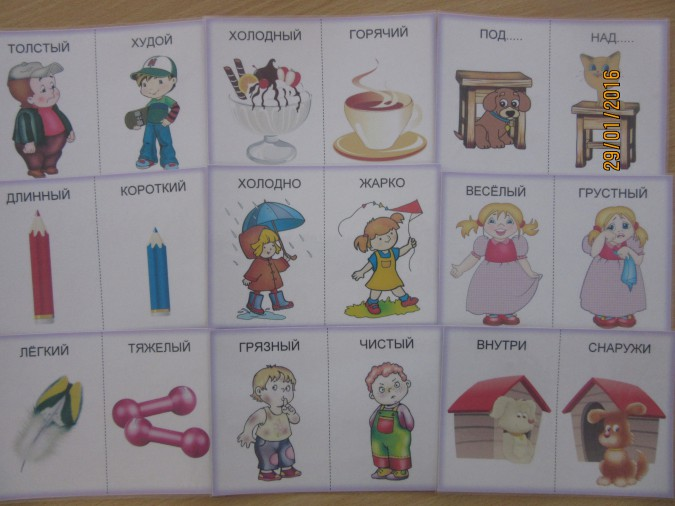 ТОЛСТЫЙ ХУДОЙ ХОЛОДНЫЙ ГОРЯЧИЙ ПОД..... НАД.....
ДЛИННЫЙ КОРОТКИЙ ХОЛОДНО ЖАРКО ВЕСЁЛЫЙ ГРУСТНЫЙ
ЛЁГКИЙ ТЯЖЕЛЫЙ ГРЯЗНЫЙ ЧИСТЫЙ ВНУТРИ СНАРУЖИ
29/01/2016